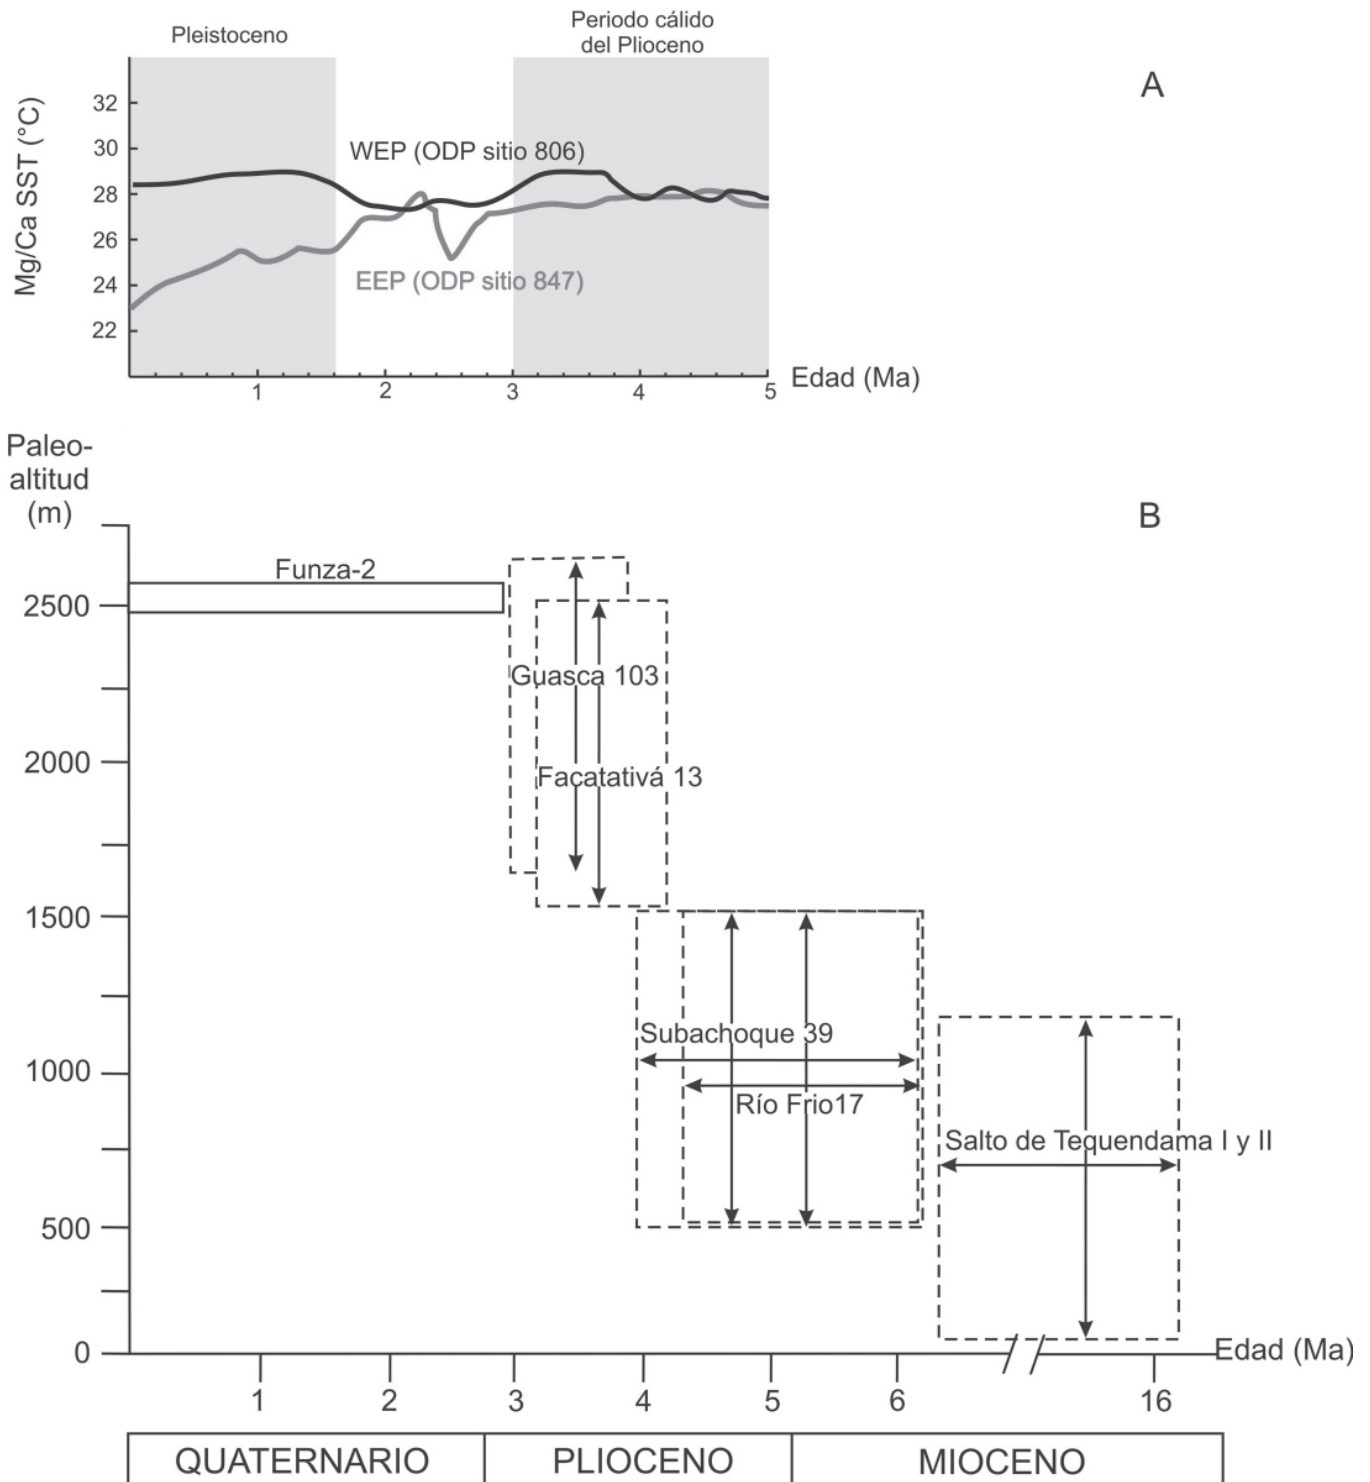 Pleistoceno
Periodo cálido
del Plioceno
A
Mg/Ca SST (°C)
32
30
28
26
24
22
WEP (ODP sitio 806)
EEP (ODP sitio 847)
1
2
3
4
5
Edad (Ma)
Paleo-
altitud
(m)
B
Funza-2
2500
Guasca 103
2000
Facatativá 13
1500
Subachoque 39
1000
Río Frio17
Salto de Tequendama I y II
500
0
Edad (Ma)
1
2
3
4
5
6
16
QUATERNARIO
PLIOCENO
MIOCENO